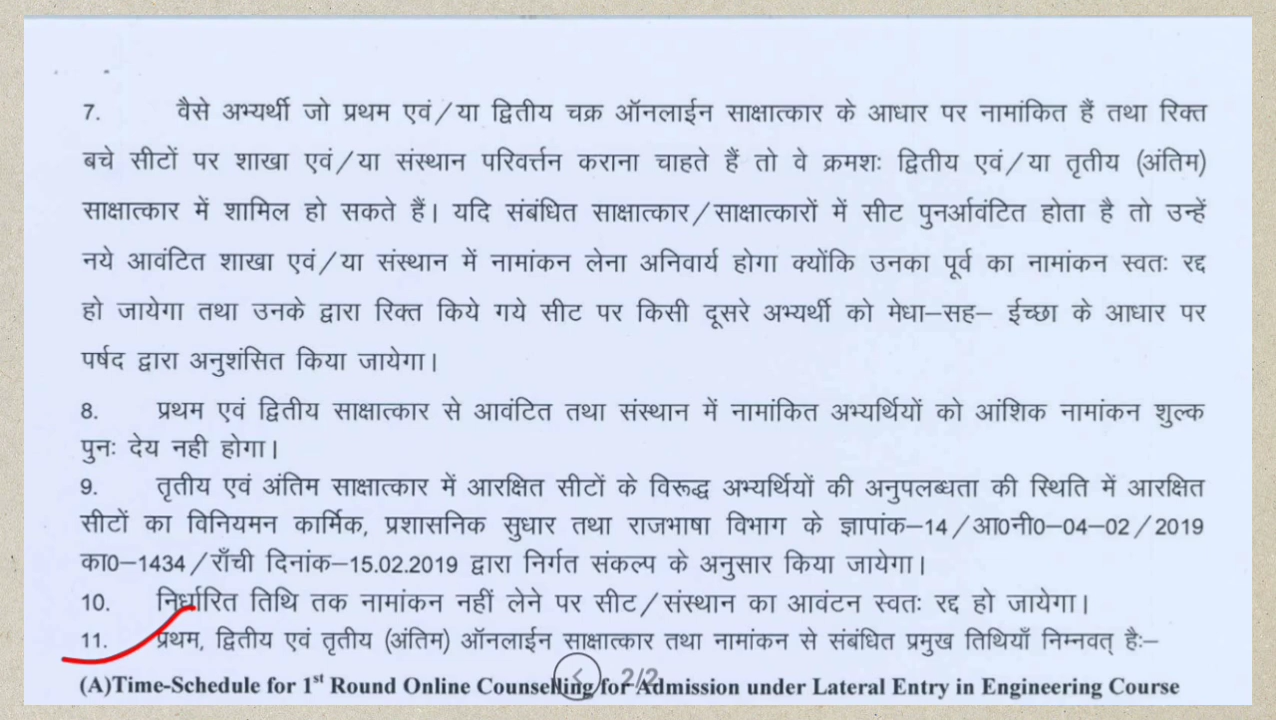 7. वैसे अभ्यर्थी जो प्रथम एवं/या द्वितीय चक्र ऑनलाईन साक्षात्कार के आधार पर नामांकित हैं तथा रिक्त
बचे सीटों पर शाखा एवं/या संस्थान परिवर्त्तन कराना चाहते हैं तो वे क्रमशः द्वितीय एवं/या तृतीय (अंतिम)
साक्षात्कार में शामिल हो सकते हैं। यदि संबंधित साक्षात्कार/साक्षात्कारों में सीट पुनर्आवंटित होता है तो उन्हें
नये आवंटित शाखा एवं/या संस्थान में नामांकन लेना अनिवार्य होगा क्योंकि उनका पूर्व का नामांकन स्वतः रद्द
हो जायेगा तथा उनके द्वारा रिक्त किये गये सीट पर किसी दूसरे अभ्यर्थी को मेधा–सह– ईच्छा के आधार पर
पर्षद द्वारा अनुशंसित किया जायेगा।
8. प्रथम एवं द्वितीय साक्षात्कार से आवंटित तथा संस्थान में नामांकित अभ्यर्थियों को आंशिक नामांकन शुल्क
पुनः देय नही होगा।
9. तृतीय एवं अंतिम साक्षात्कार में आरक्षित सीटों के विरूद्ध अभ्यर्थियों की अनुपलब्धता की स्थिति में आरक्षित
सीटों का विनियमन कार्मिक, प्रशासनिक सुधार तथा राजभाषा विभाग के ज्ञापांक–14/आ0नी0–04–02/2019
का0–1434/राँची दिनांक–15.02.2019 द्वारा निर्गत संकल्प के अनुसार किया जायेगा।
10. निर्धारित तिथि तक नामांकन नहीं लेने पर सीट/संस्थान का आवंटन स्वतः रद्द हो जायेगा।
11. प्रथम, द्वितीय एवं तृतीय (अंतिम) ऑनलाईन साक्षात्कार तथा नामांकन से संबंधित प्रमुख तिथियाँ निम्नवत् हैः–
2/2
(A)Time-Schedule for 1st Round Online Counselling for Admission under Lateral Entry in Engineering Course